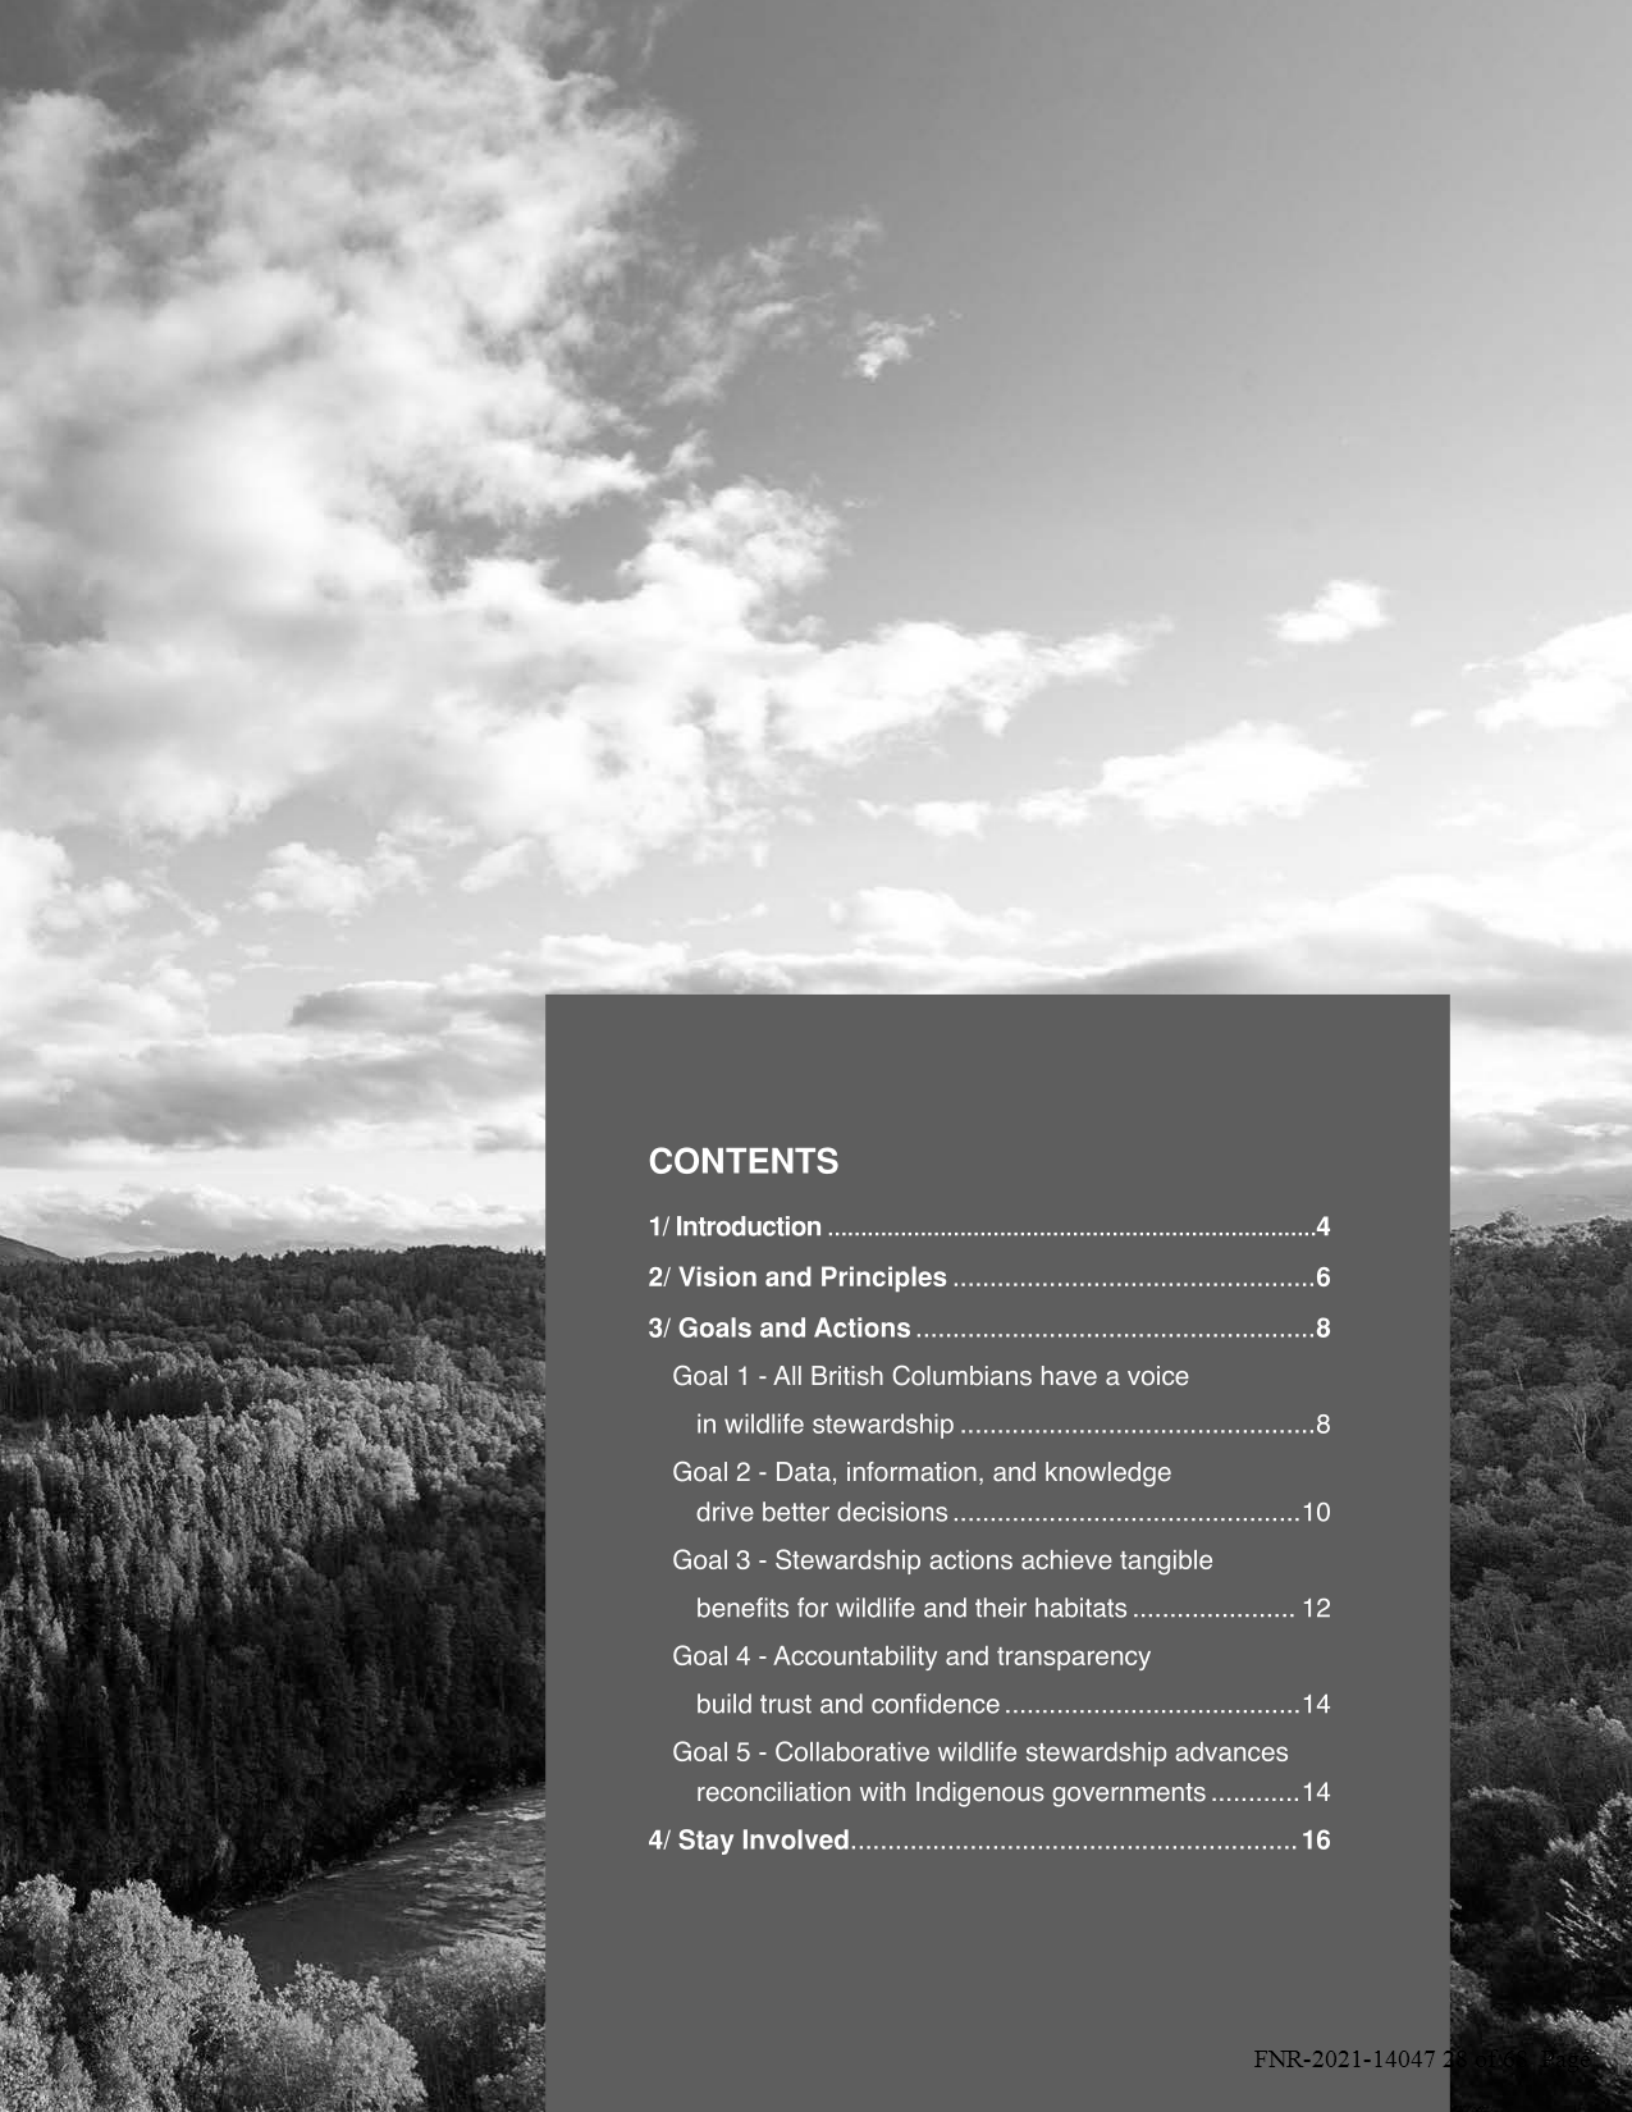 CONTENTS
1/ Introduction ........................................................................... 4
2/ Vision and Principles ................................................. 6
3/ Goals and Actions ...................................................... 8
Goal 1 - All British Columbians have a voice
in wildlife stewardship ................................................ 8
Goal 2 - Data, information, and knowledge
drive better decisions ............................................... 10
Goal 3 - Stewardship actions achieve tangible
benefits for wildlife and their habitats ...................... 12
Goal 4 - Accountability and transparency
build trust and confidence ........................................ 14
Goal 5 - Collaborative wildlife stewardship advances
reconciliation with Indigenous governments ............ 14
4/ Stay Involved............................................................ 16
FNR-2021-14047